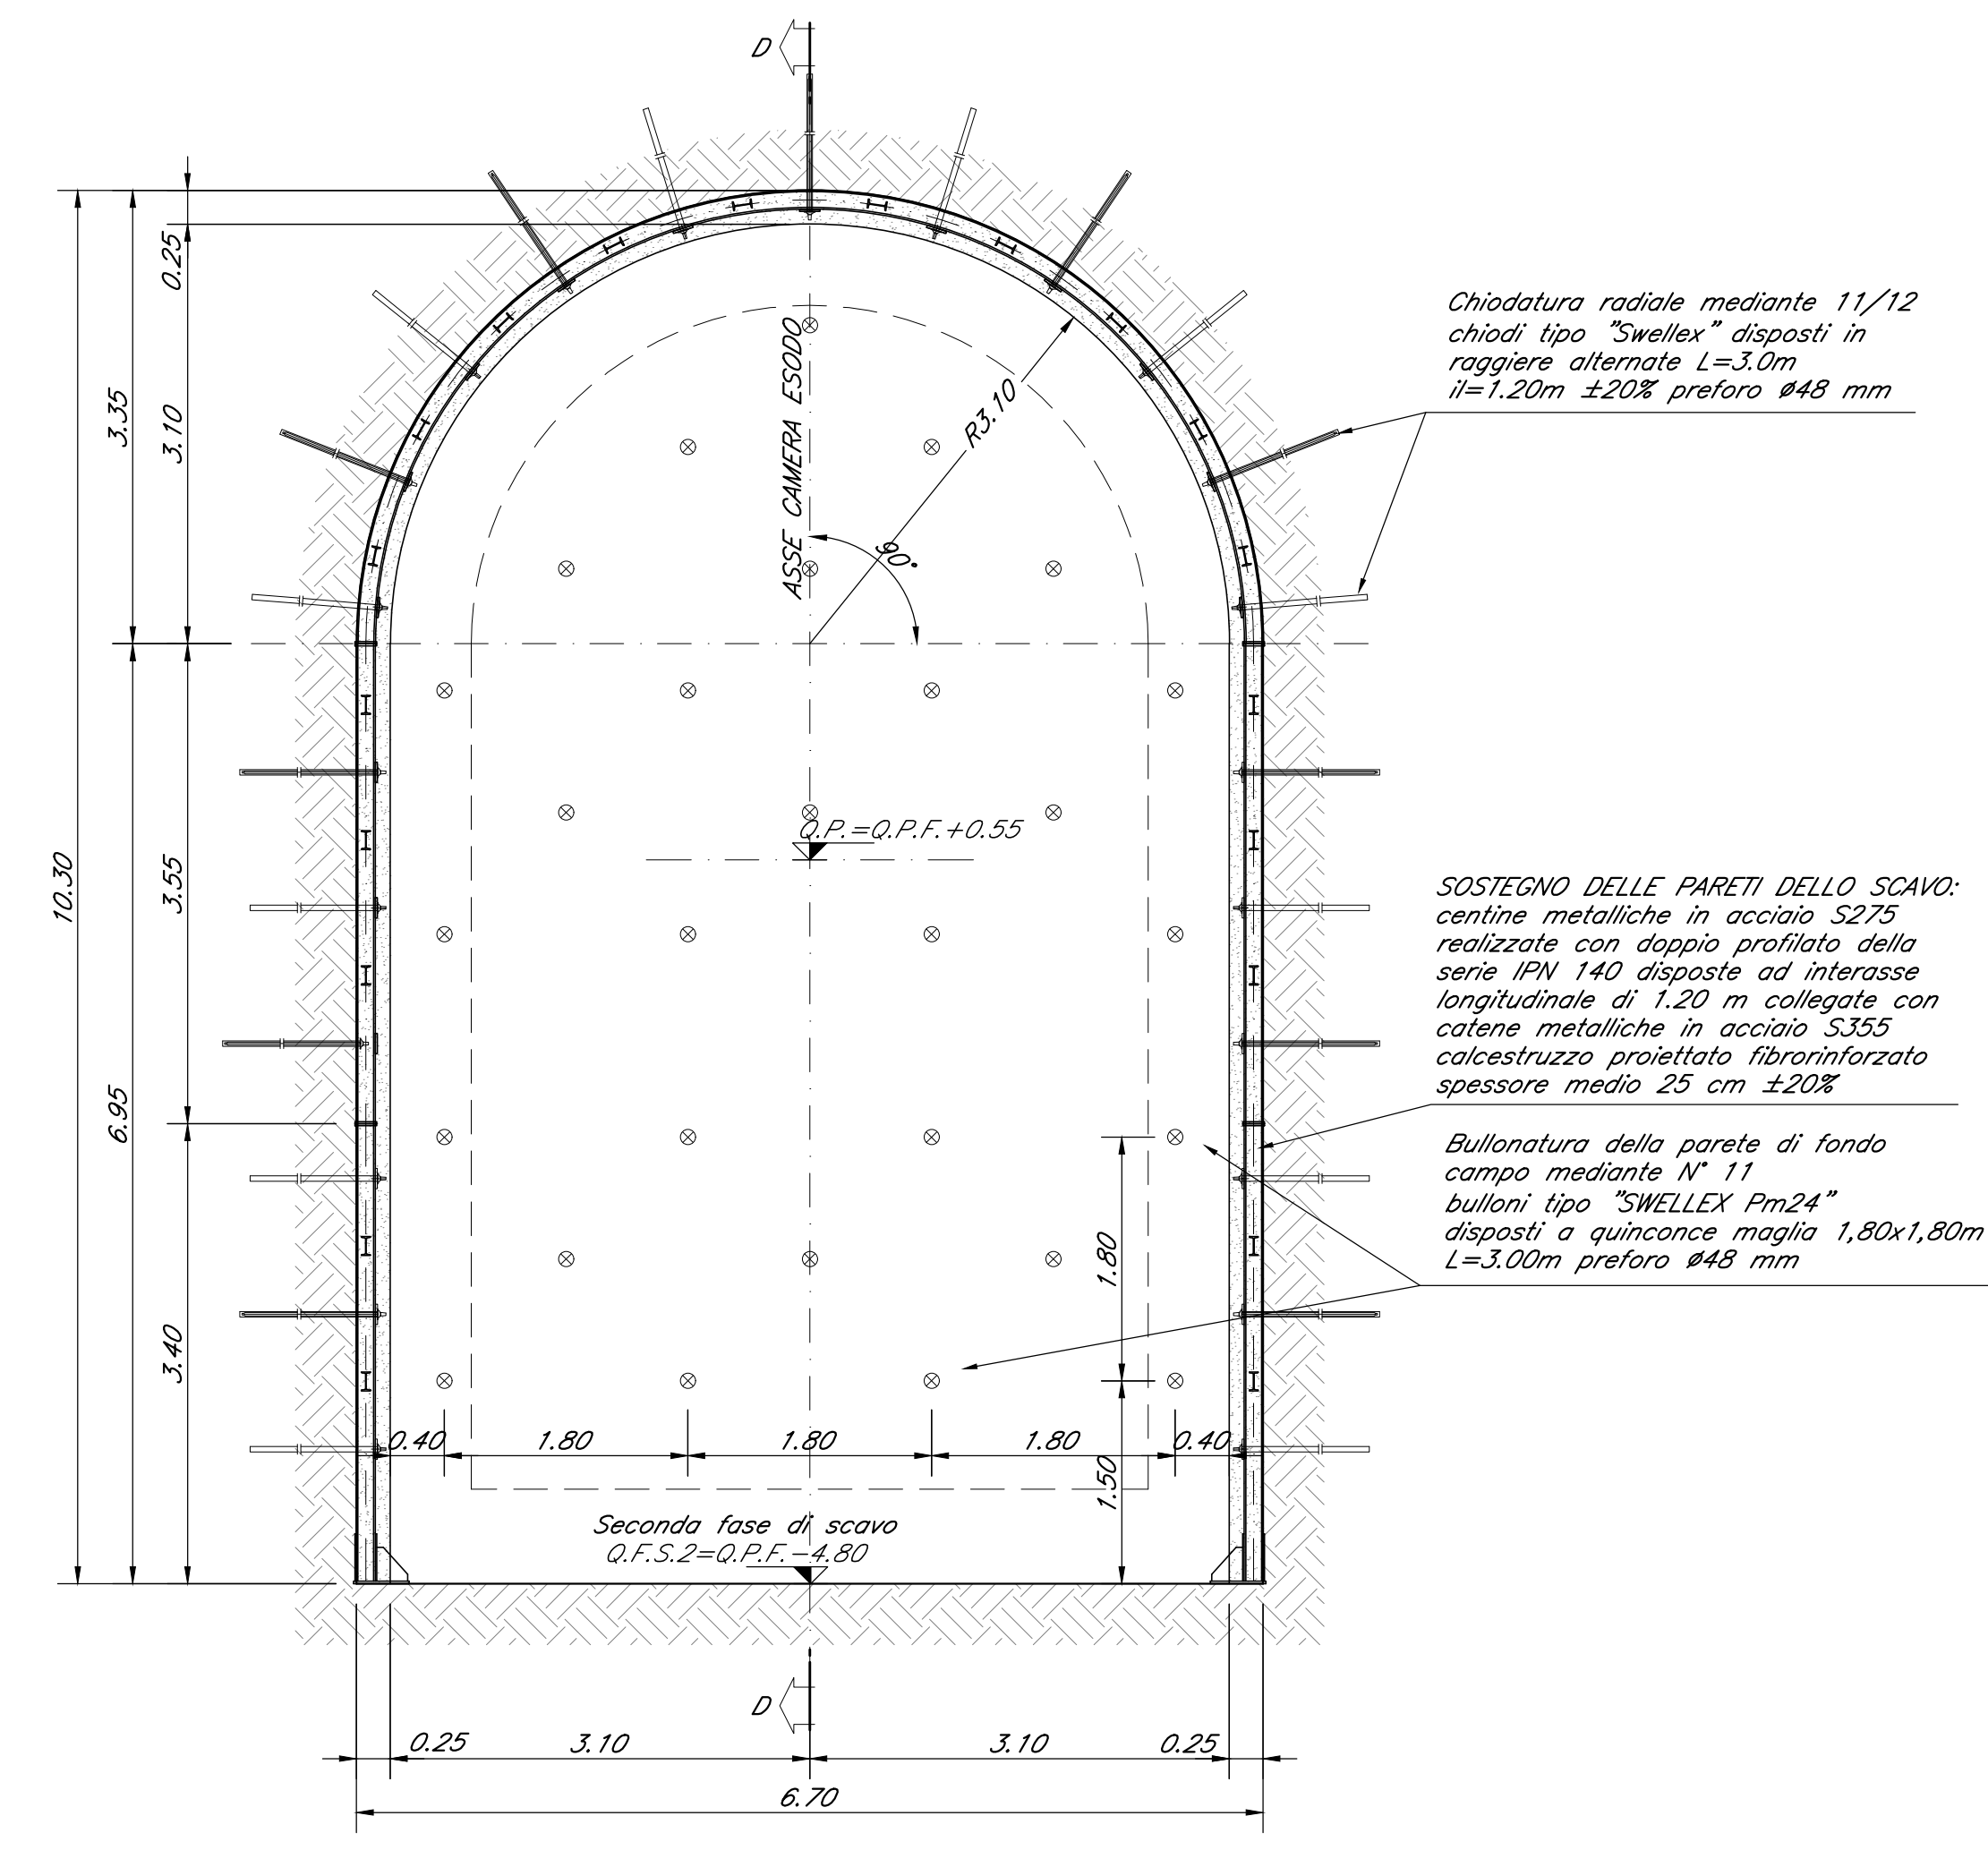 D
0.25
3.35
3.10
ASSE CAMERA ESODO
R3.10
90°
Chiodatura radiale mediante 11/12
chiodi tipo "Swellex" disposti in
raggiere alternate L=3.0m
il=1.20m ±20% preforo ø48 mm
Q.P.=Q.P.F.+0.55
10.30
3.55
6.95
3.40
SOSTEGNO DELLE PARETI DELLO SCAVO:
centine metalliche in acciaio S275
realizzate con doppio profilato della
serie IPN 140 disposte ad interasse
longitudinale di 1.20 m collegate con
catene metalliche in acciaio S355
calcestruzzo proiettato fibrorinforzato
spessore medio 25 cm ±20%
Bullonatura della parete di fondo
campo mediante N° 11
bulloni tipo "SWELLEX Pm24"
disposti a quinconce maglia 1,80x1,80m
L=3.00m preforo ø48 mm
1.80
0.40 1.80 1.80 1.80 0.40
1.50
Seconda fase di scavo
Q.F.S.2=Q.P.F.-4.80
D
0.25 3.10 3.10 0.25
6.70